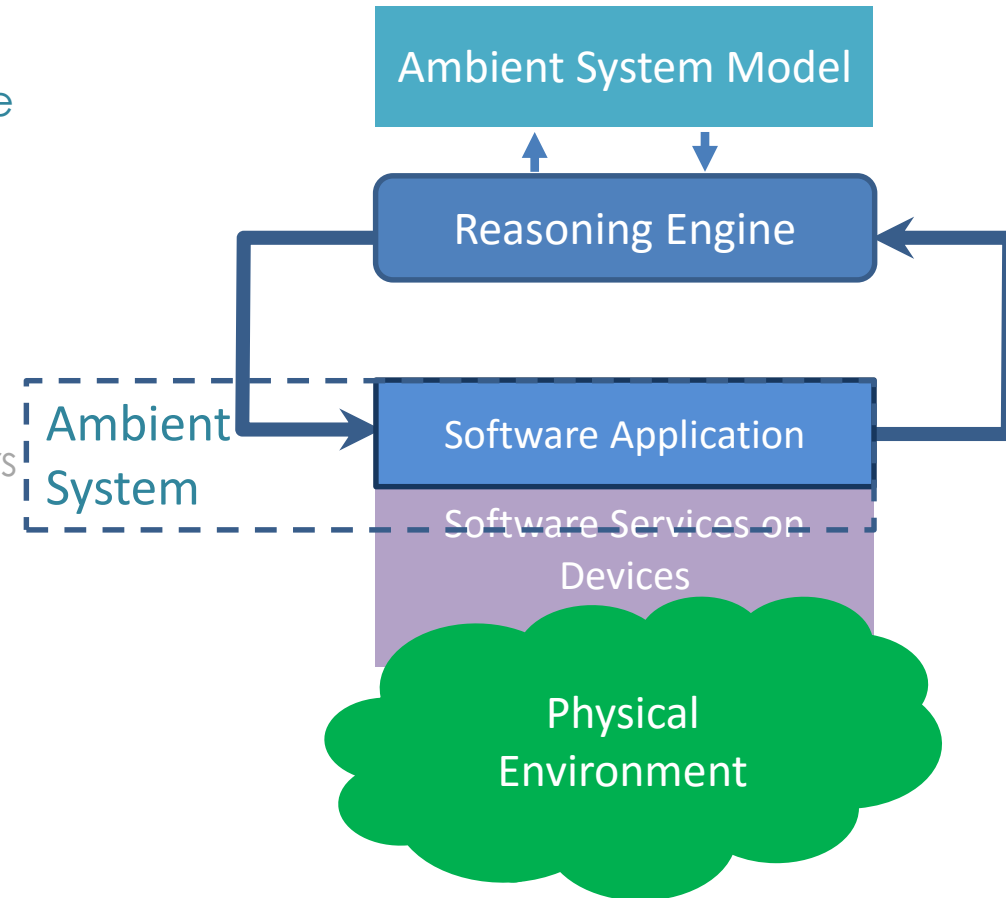 Ambient System Model
e
Reasoning Engine
Ambient
System
Software Application
Software Services on
Devices
Physical
Environment